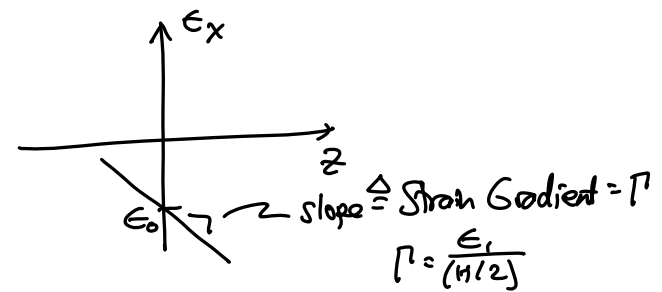 ϵₓ
z
ϵ₀
slope ≜ Strain Gradient = Γ
Γ = ϵ₁ / (H/2)